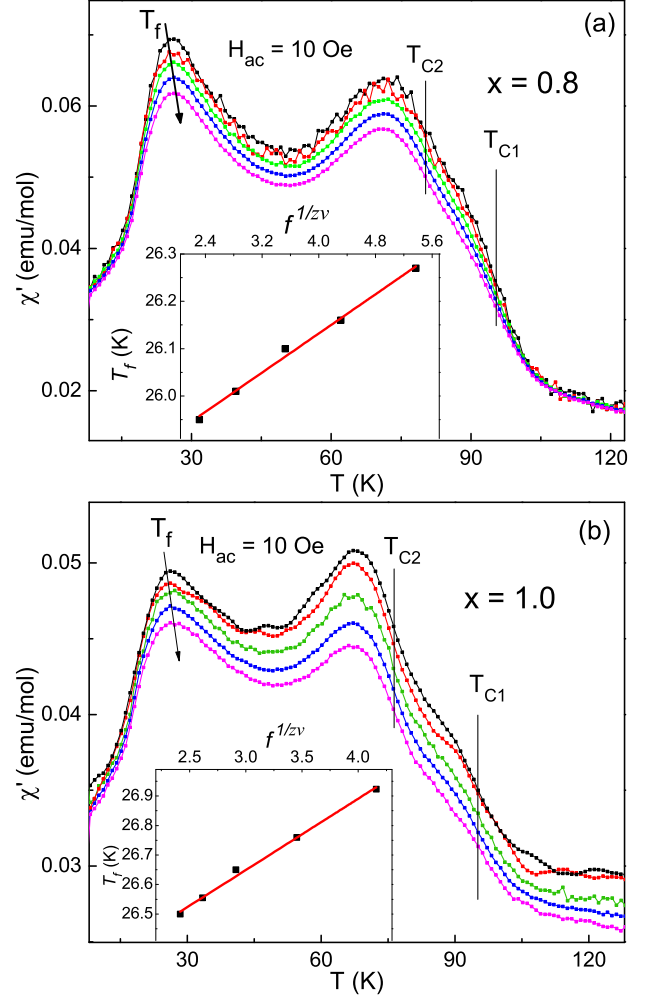 (a)
T_f
H_ac = 10 Oe
T_C2
x = 0.8
T_C1
χ' (emu/mol)
0.06
0.04
0.02
f^{1/zν}
2.4 3.2 4.0 4.8 5.6
26.3
26.2
26.1
26.0
T_f (K)
30 60 90 120
T (K)
(b)
T_f
H_ac = 10 Oe
T_C2
x = 1.0
T_C1
χ' (emu/mol)
0.05
0.04
0.03
f^{1/zν}
2.5 3.0 3.5 4.0
26.9
26.8
26.7
26.6
26.5
T_f (K)
30 60 90 120
T (K)